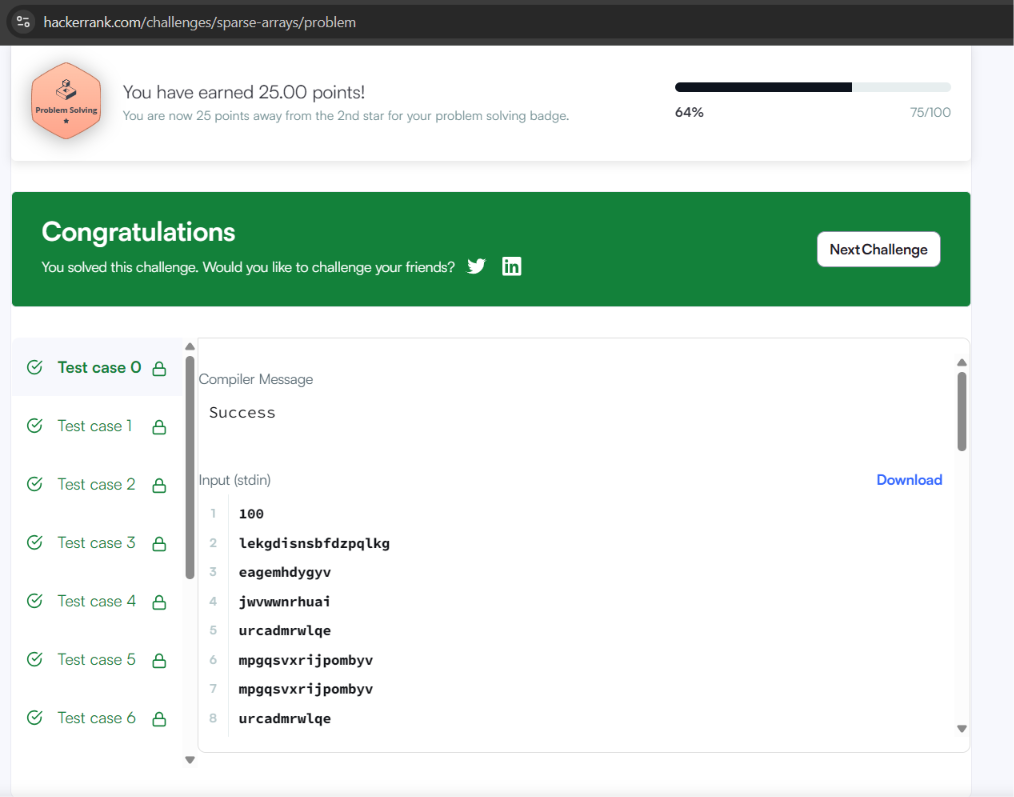 hackerrank.com/challenges/sparse-arrays/problem
Problem Solving
You have earned 25.00 points!
You are now 25 points away from the 2nd star for your problem solving badge.
64%
75/100
Congratulations
You solved this challenge. Would you like to challenge your friends?
Next Challenge
Test case 0
Test case 1
Test case 2
Test case 3
Test case 4
Test case 5
Test case 6
Compiler Message
Success
Input (stdin)
Download
1 100
2 lekgdisnsbfdzpqlkg
3 eagemhdygyv
4 jwvwwnrhuai
5 urcadmrwlqe
6 mpgqsvxrijpombyv
7 mpgqsvxrijpombyv
8 urcadmrwlqe